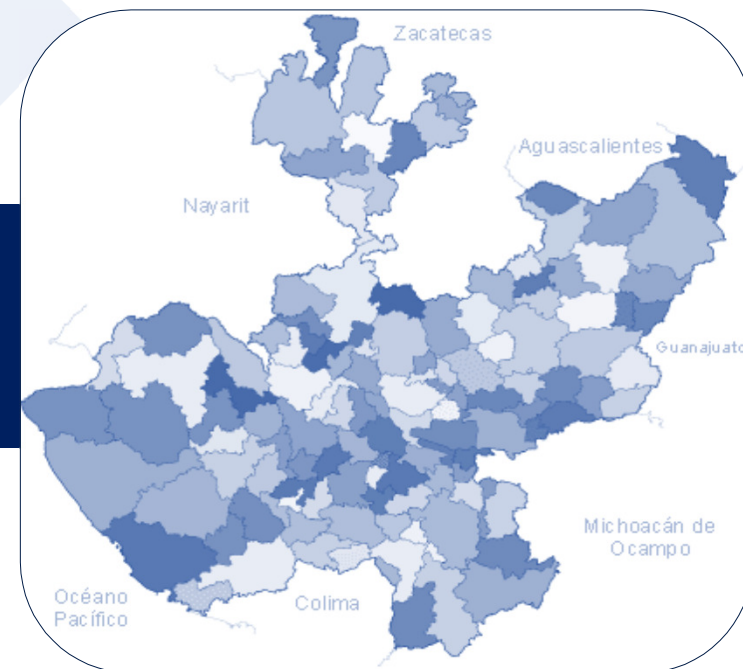 Zacatecas
Aguascalientes
Nayarit
Guanajuato
Michoacán de
Ocampo
Océano
Pacífico
Colima